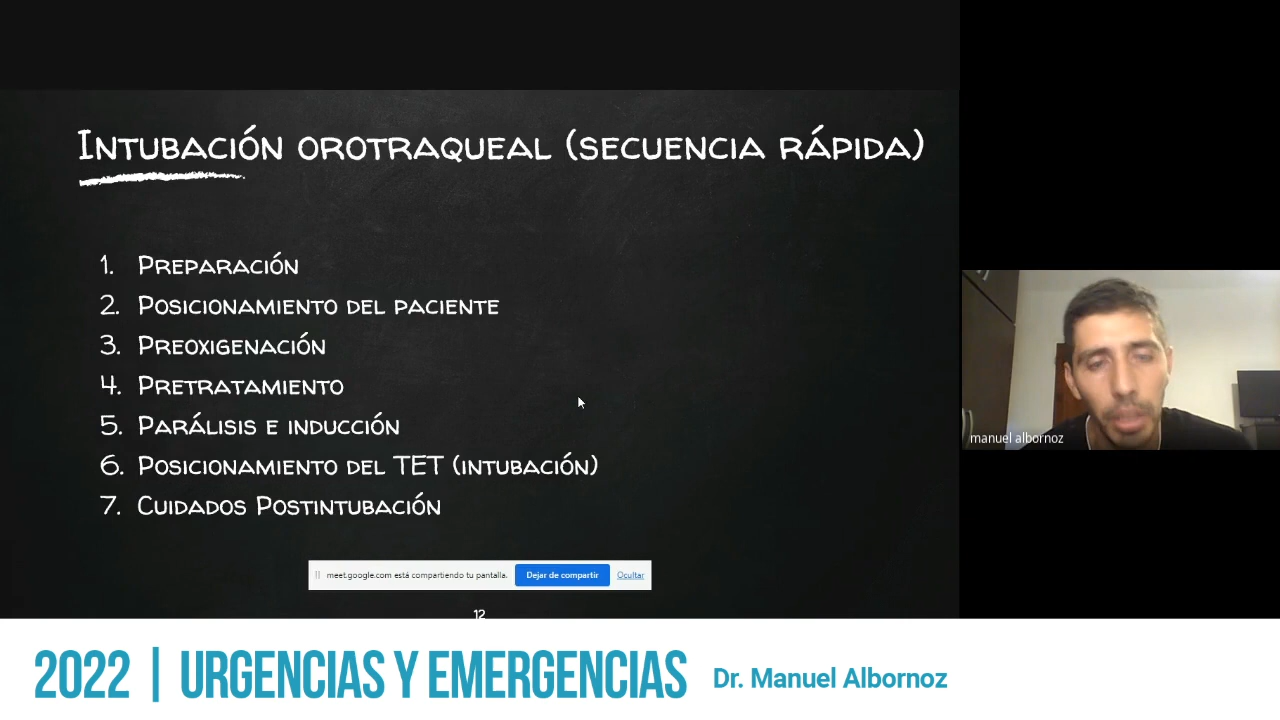 Intubación orotraqueal (secuencia rápida)
1. Preparación
2. Posicionamiento del paciente
3. Preoxigenación
4. Pretratamiento
5. Parálisis e inducción
6. Posicionamiento del TET (intubación)
7. Cuidados Postintubación
meet.google.com está compartiendo tu pantalla. Dejar de compartir Ocultar
12
manuel albornoz
2022 | URGENCIAS Y EMERGENCIAS Dr. Manuel Albornoz